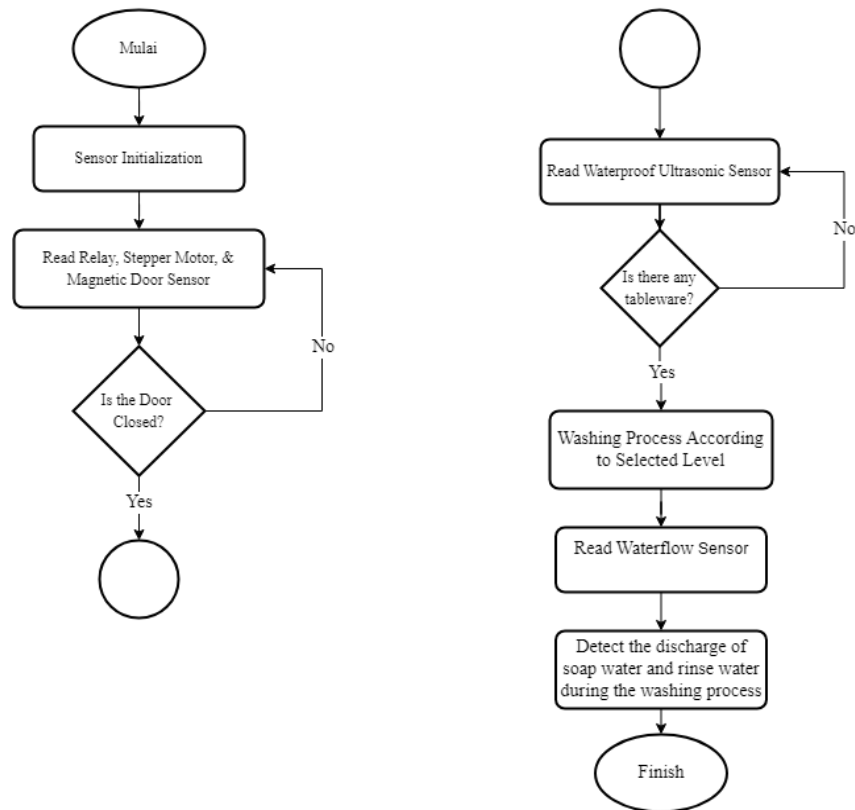 Mulai
Sensor Initialization
Read Relay, Stepper Motor, &
Magnetic Door Sensor
No
Is the Door
Closed?
Yes
Read Waterproof Ultrasonic Sensor
No
Is there any
tableware?
Yes
Washing Process According
to Selected Level
Read Waterflow Sensor
Detect the discharge of
soap water and rinse water
during the washing process
Finish